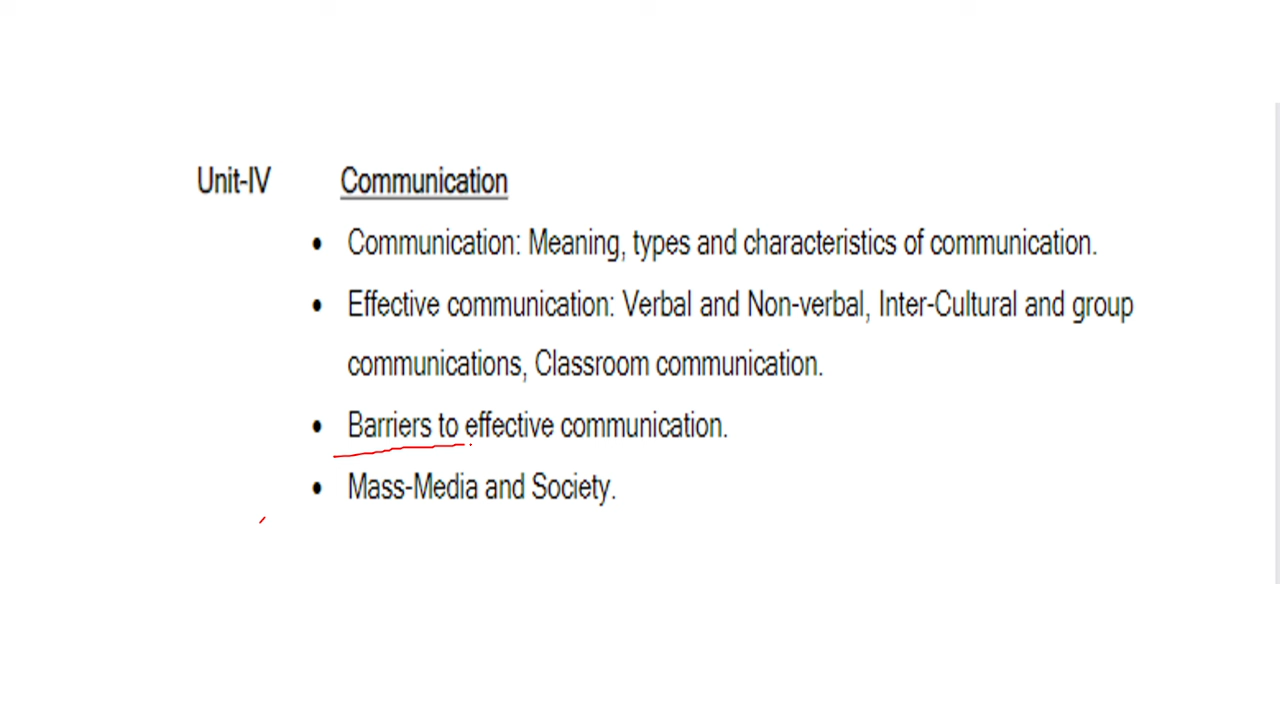 Unit-IV Communication
• Communication: Meaning, types and characteristics of communication.
• Effective communication: Verbal and Non-verbal, Inter-Cultural and group
communications, Classroom communication.
• Barriers to effective communication.
• Mass-Media and Society.